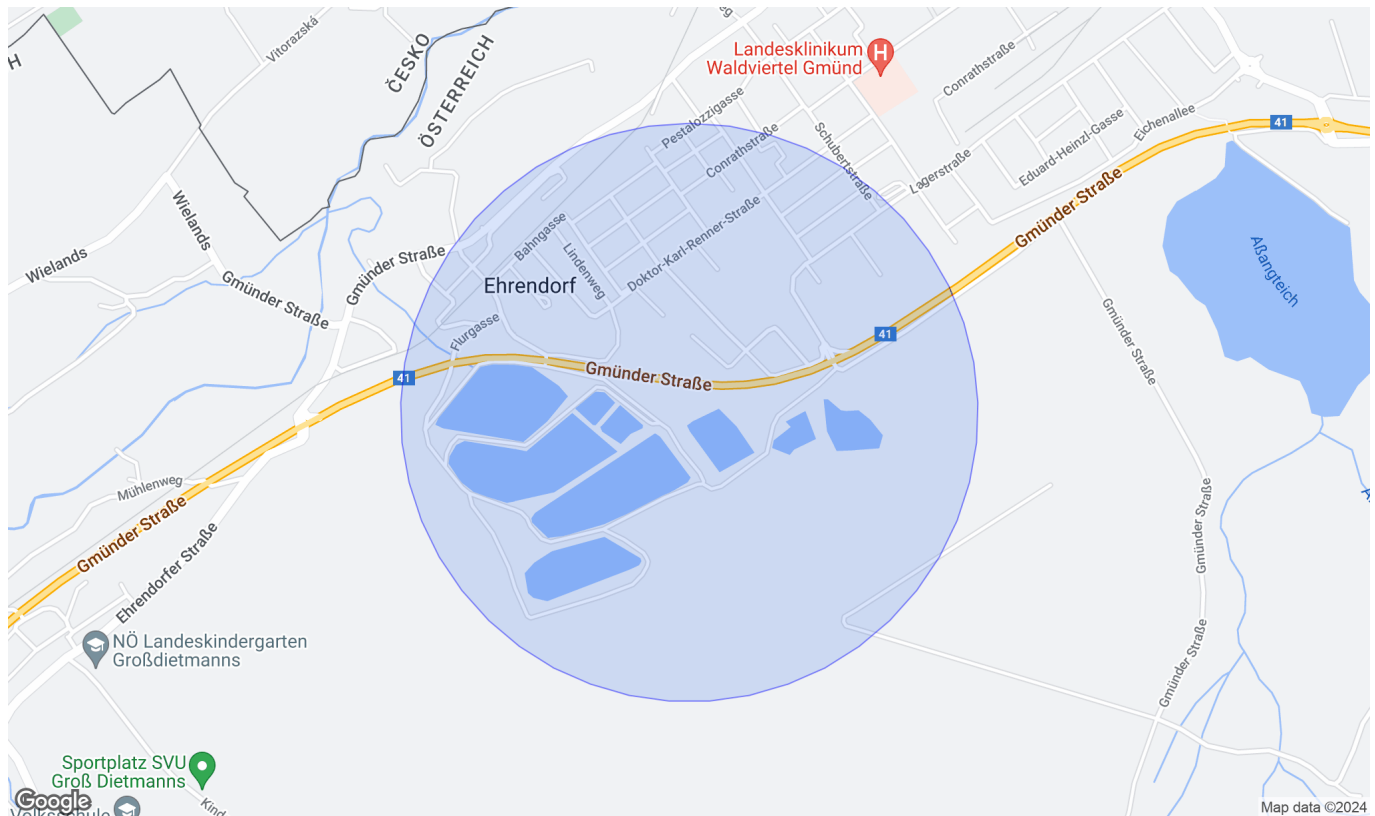 Vitorazská
ČESKO
ÖSTERREICH
H
Landesklinikum
Waldviertel Gmünd
H
Conrathstraße
Pestalozzigasse
Conrathstraße
Schubertstraße
Lagerstraße
Eduard-Heinzl-Gasse
Eichenallee
41
Gmünder Straße
Wielands
Wielands
Gmünder Straße
Gmünder Straße
Bahngasse
Lindenweg
Doktor-Karl-Renner-Straße
Ehrendorf
Flurgasse
Aßangteich
41
41
Gmünder Straße
Gmünder Straße
Mühlenweg
Gmünder Straße
Ehrendorfer Straße
Gmünder Straße
Gmünder Straße
NÖ Landeskindergarten
Großdietmanns
Sportplatz SVU
Groß Dietmanns
Google
Volksschule
Kind
Map data ©2024